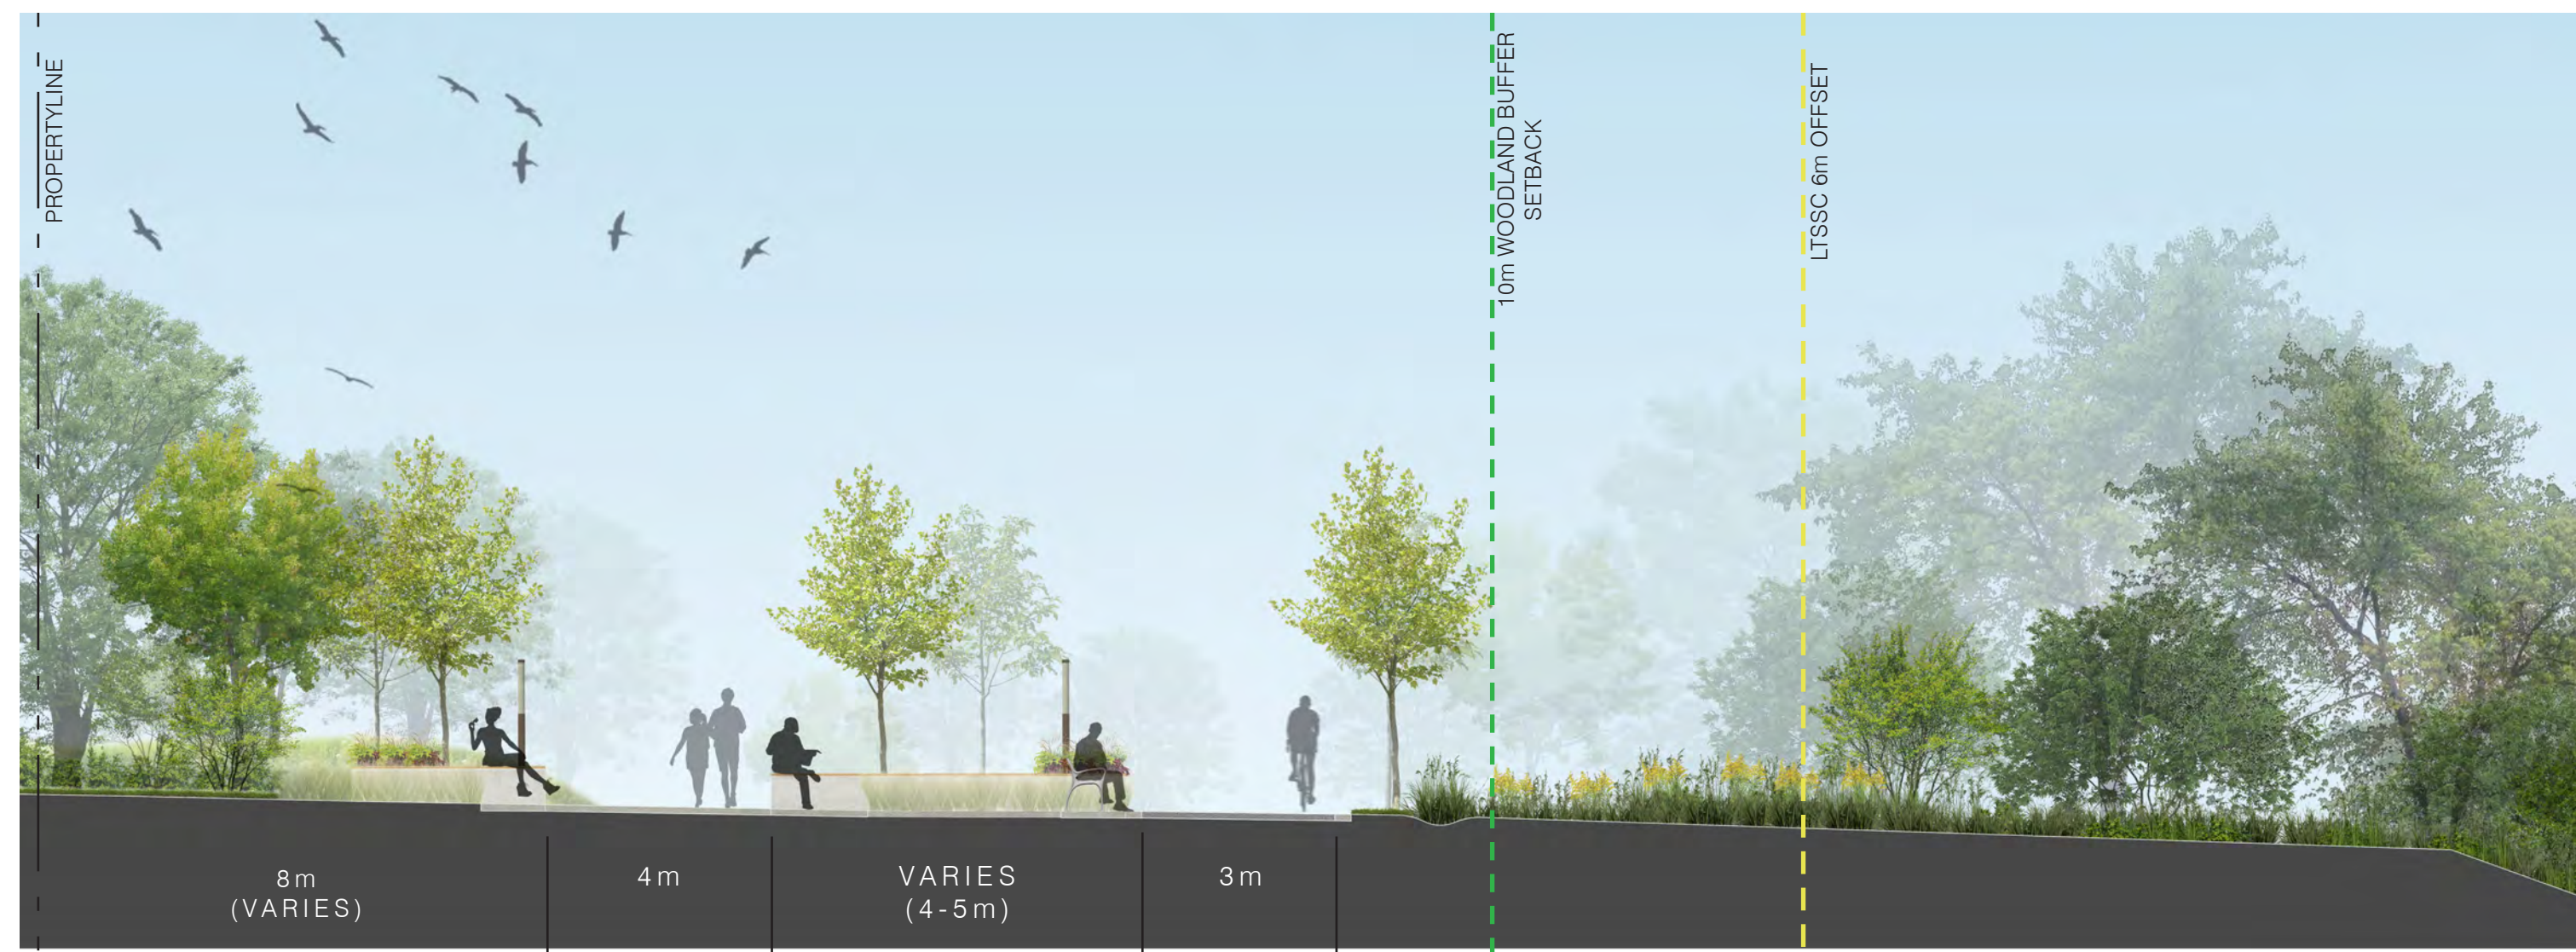 PROPERTYLINE
10m WOODLAND BUFFER
SETBACK
LTSSC 6m OFFSET
8m
(VARIES)
4m
VARIES
(4-5m)
3m